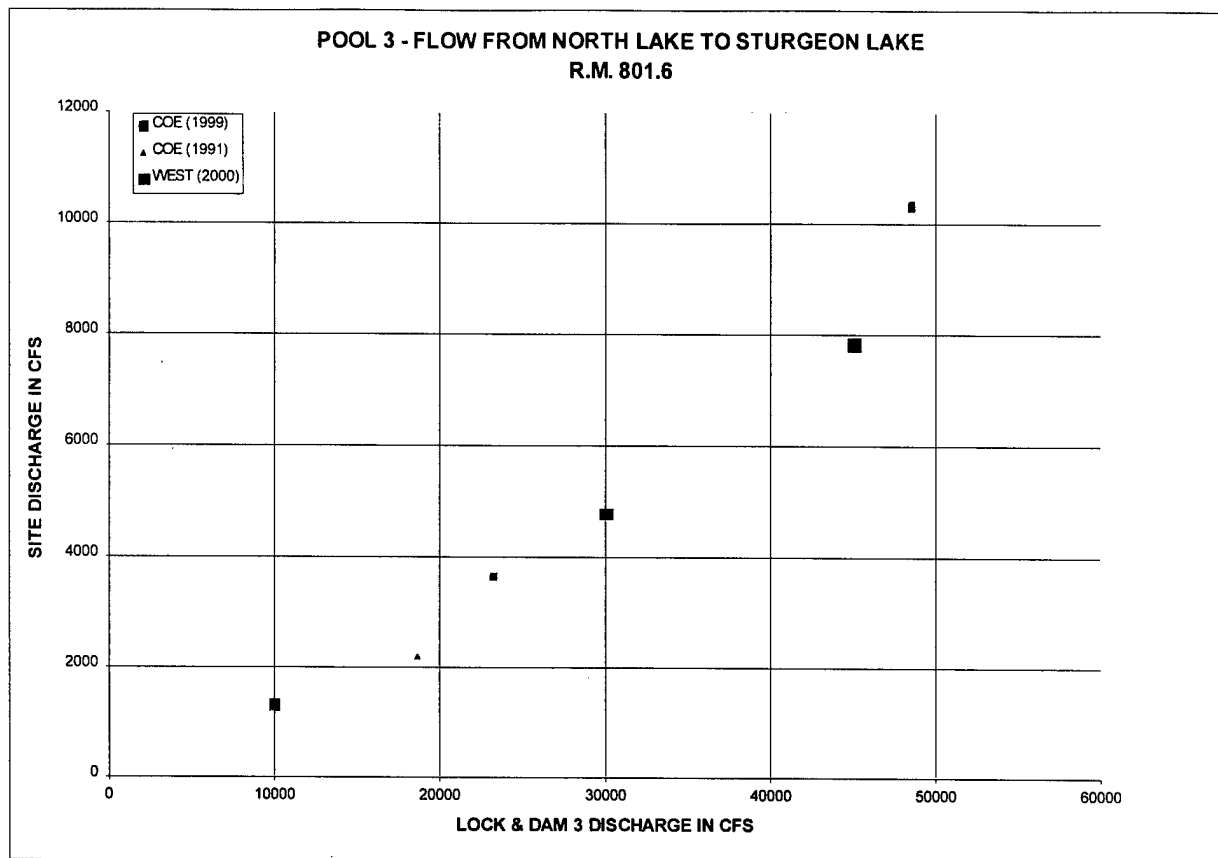 POOL 3 - FLOW FROM NORTH LAKE TO STURGEON LAKE
R.M. 801.6
12000
10000
8000
6000
4000
2000
0
SITE DISCHARGE IN CFS
COE (1999)
COE (1991)
WEST (2000)
0 10000 20000 30000 40000 50000 60000
LOCK & DAM 3 DISCHARGE IN CFS